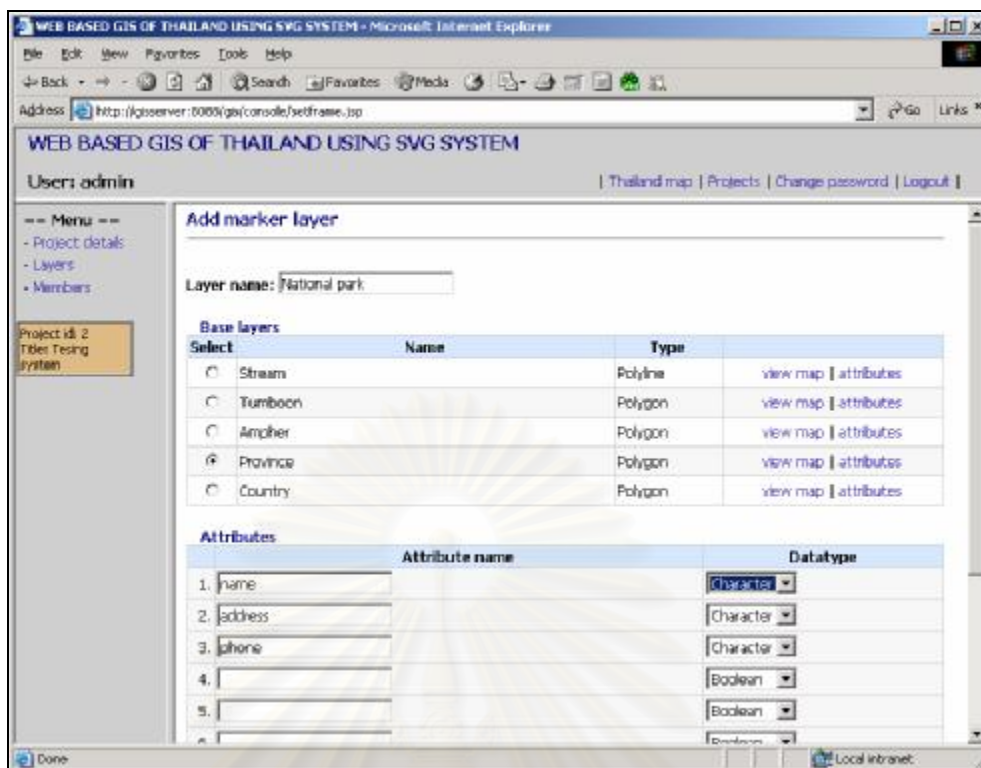 WEB BASED GIS OF THAILAND USING SVG SYSTEM - Microsoft Internet Explorer
File Edit View Favorites Tools Help
Back Search Favorites Media
Address http://gisserver:8088/gis/console/setframe.jsp Go Links
WEB BASED GIS OF THAILAND USING SVG SYSTEM
User: admin | Thailand map | Projects | Change password | Logout |
-- Menu --
- Project details
- Layers
- Members
Project id: 2
Title: Tesing
system
Add marker layer
Layer name: National park
Base layers
Select Name Type
Stream Polyline view map | attributes
Tumboon Polygon view map | attributes
Ampher Polygon view map | attributes
Province Polygon view map | attributes
Country Polygon view map | attributes
Attributes
Attribute name Datatype
1. name Character
2. address Character
3. phone Character
4. Boolean
5. Boolean
Done Local intranet